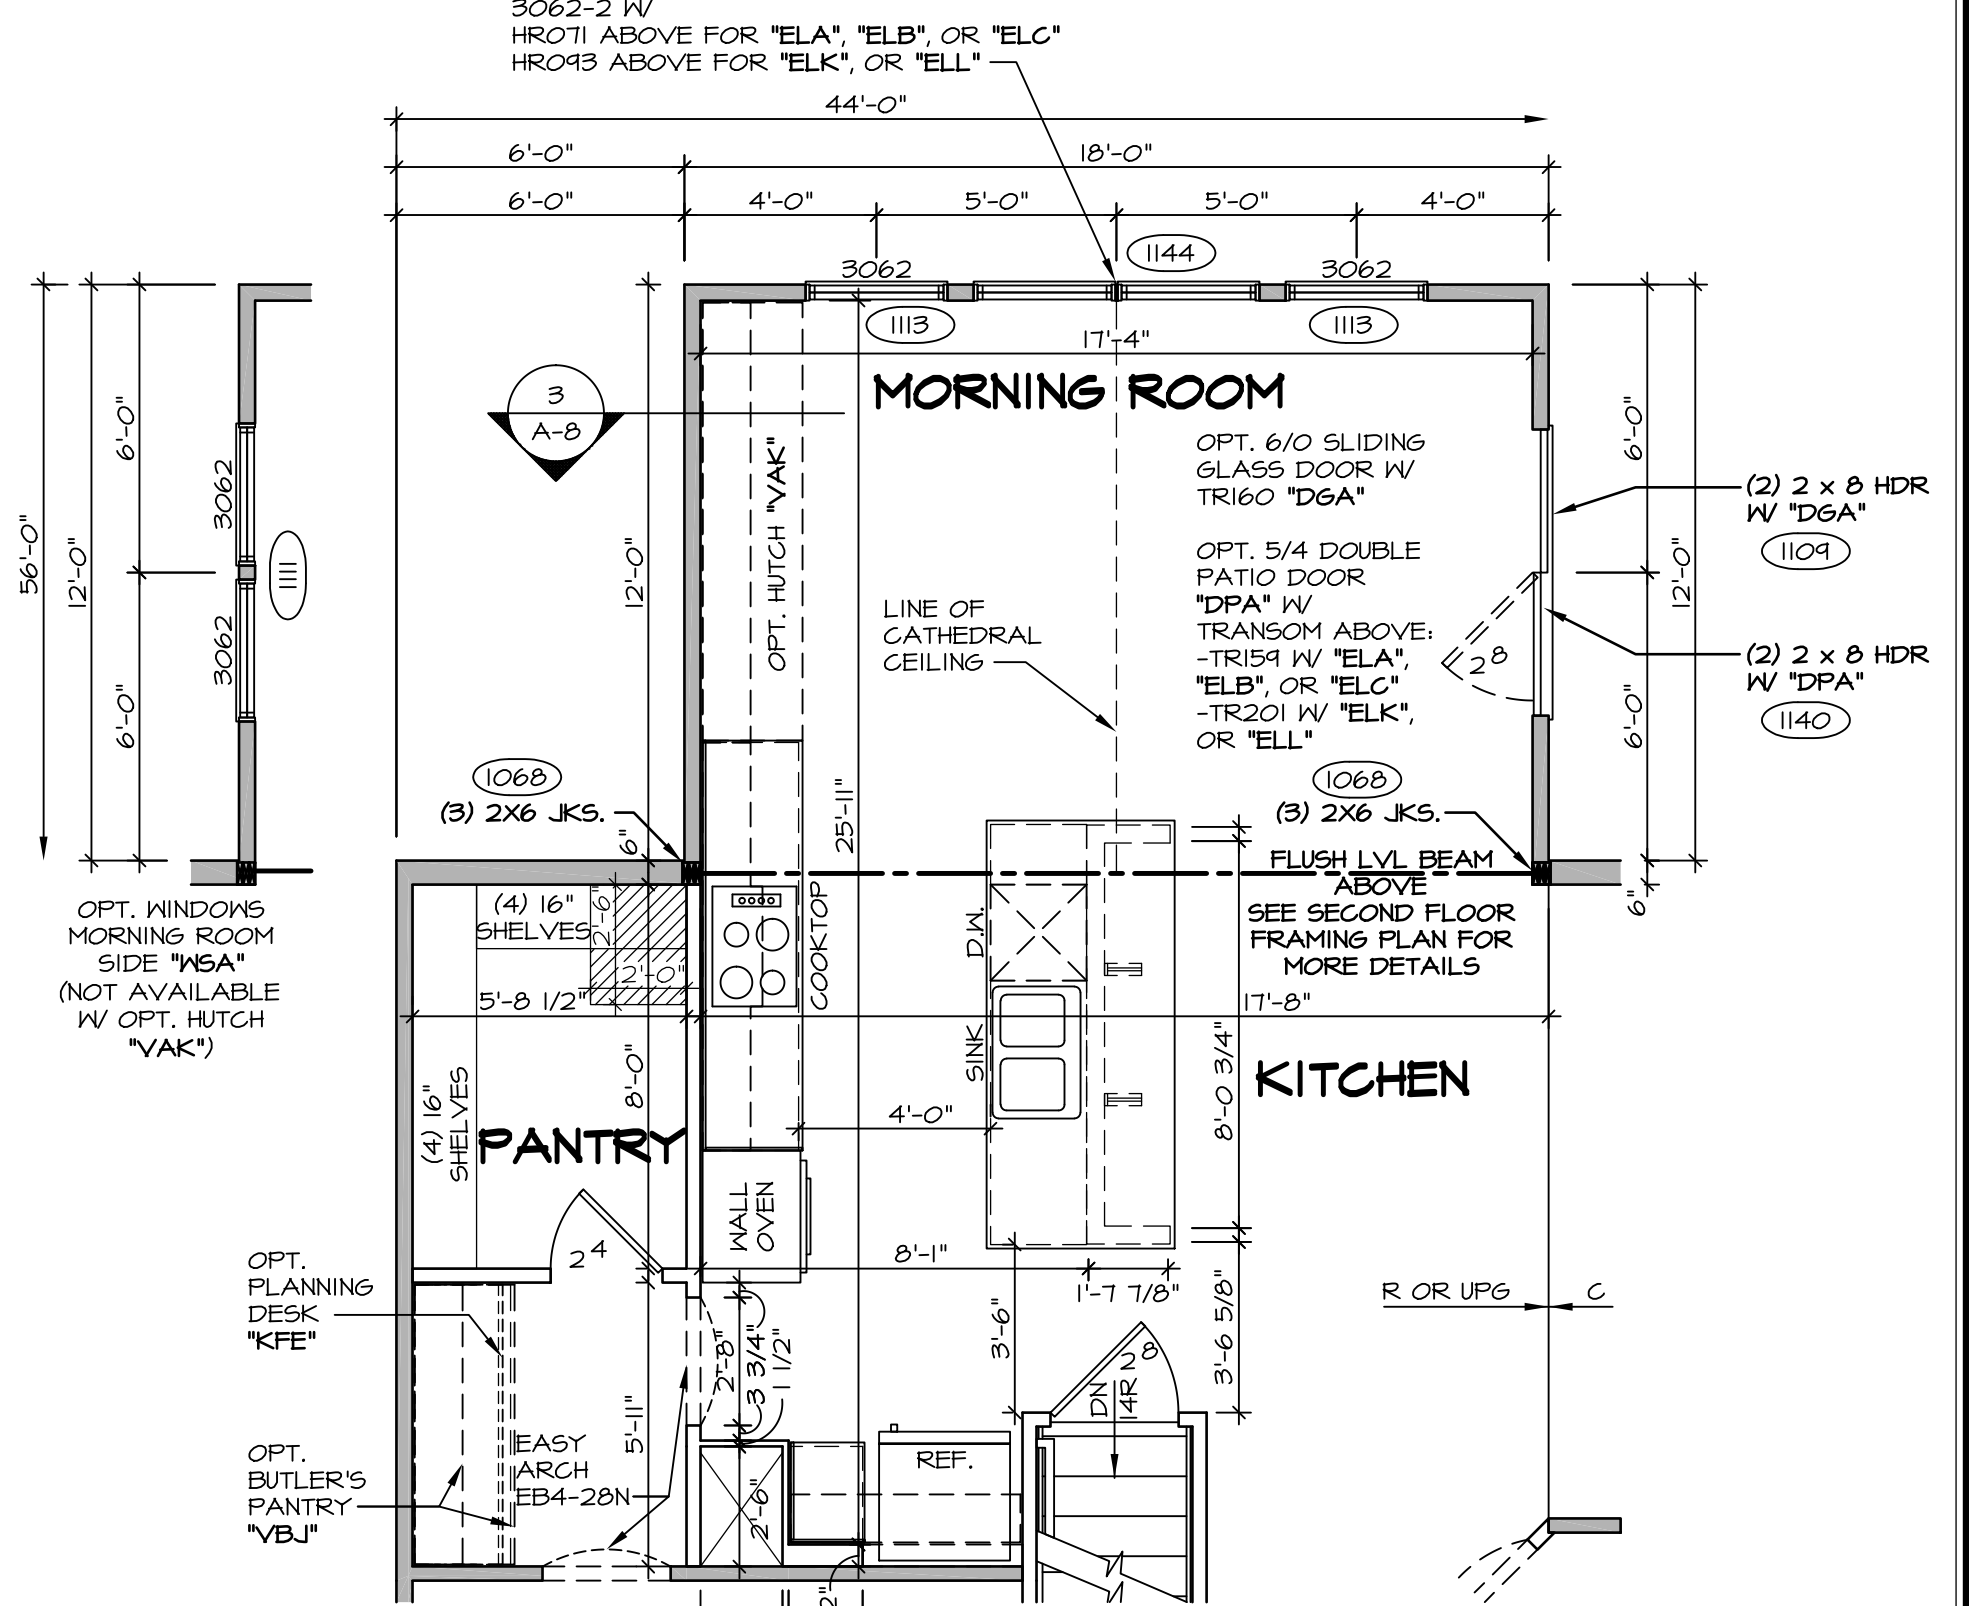 3062-2 W/
HR071 ABOVE FOR "ELA", "ELB", OR "ELC"
HR093 ABOVE FOR "ELK", OR "ELL"
44'-0"
6'-0"
18'-0"
6'-0"
4'-0"
5'-0"
5'-0"
4'-0"
1144
3062
3062
1113
1113
17'-4"
MORNING ROOM
3
A-8
56'-0"
12'-0"
6'-0"
6'-0"
3062
3062
1111
12'-0"
OPT. HUTCH "VAK"
OPT. 6/0 SLIDING
GLASS DOOR W/
TR160 "DGA"
OPT. 5/4 DOUBLE
PATIO DOOR
"DPA" W/
TRANSOM ABOVE:
-TR159 W/ "ELA",
"ELB", OR "ELC"
-TR201 W/ "ELK",
OR "ELL"
LINE OF
CATHEDRAL
CEILING
2 8
6'-0"
6'-0"
12'-0"
6"
(2) 2 x 8 HDR
W/ "DGA"
1109
(2) 2 x 8 HDR
W/ "DPA"
1140
1068
(3) 2X6 JKS.
6"
25'-11"
1068
(3) 2X6 JKS.
FLUSH LVL BEAM
ABOVE
SEE SECOND FLOOR
FRAMING PLAN FOR
MORE DETAILS
OPT. WINDOWS
MORNING ROOM
SIDE "WSA"
(NOT AVAILABLE
W/ OPT. HUTCH
"VAK")
(4) 16"
SHELVES
2'-6"
2'-0"
5'-8 1/2"
COOKTOP
D.W.
SINK
17'-8"
8'-0 3/4"
KITCHEN
8'-0"
(4) 16"
SHELVES
PANTRY
4'-0"
WALL
OVEN
2 4
8'-1"
1'-7 7/8"
OPT.
PLANNING
DESK
"KFE"
R OR UPG
C
2'-8"
3 3/4"
1 1/2"
3'-6"
3'-6 5/8"
2 8
DN
14R
5'-11"
EASY
ARCH
EB4-28N
OPT.
BUTLER'S
PANTRY
"VBJ"
REF.
2'-6"
2"